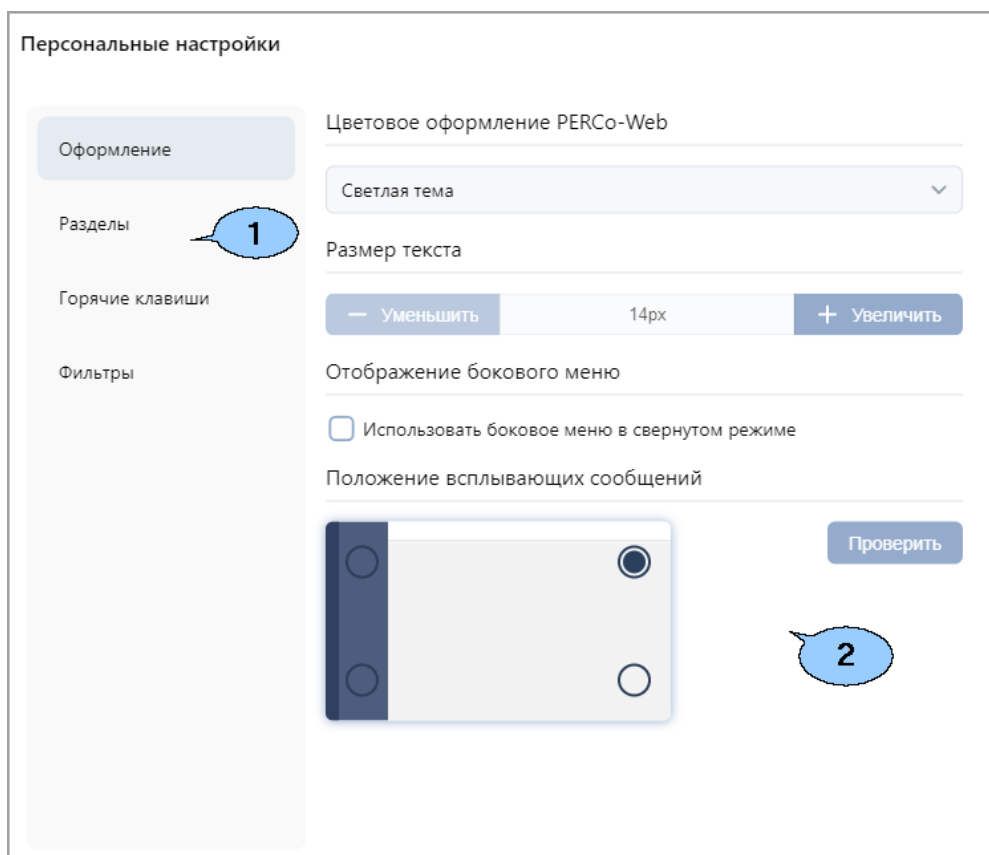 Персональные настройки
Оформление
Разделы
1
Горячие клавиши
Фильтры
Цветовое оформление PERCo-Web
Светлая тема
Размер текста
— Уменьшить 14px + Увеличить
Отображение бокового меню
Использовать боковое меню в свернутом режиме
Положение всплывающих сообщений
Проверить
2